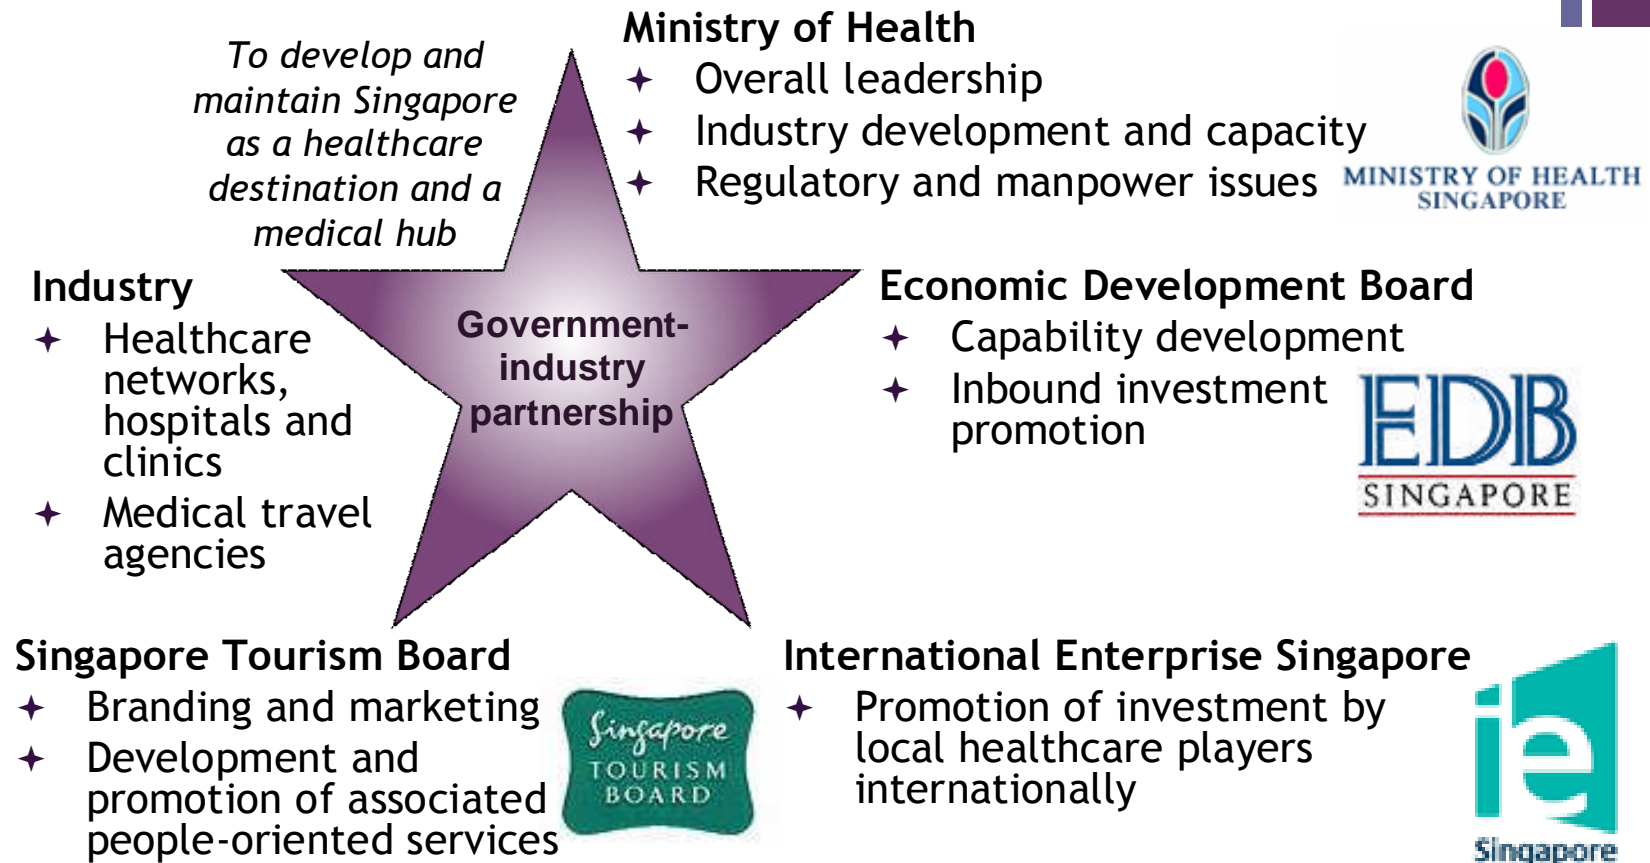 To develop and
maintain Singapore
as a healthcare
destination and a
medical hub
Ministry of Health
Overall leadership
Industry development and capacity
Regulatory and manpower issues
MINISTRY OF HEALTH
SINGAPORE
Industry
Healthcare
networks,
hospitals and
clinics
Medical travel
agencies
Government-
industry
partnership
Economic Development Board
Capability development
Inbound investment
promotion
EDB
SINGAPORE
Singapore Tourism Board
Branding and marketing
Development and
promotion of associated
people-oriented services
Singapore
TOURISM
BOARD
International Enterprise Singapore
Promotion of investment by
local healthcare players
internationally
ie
Singapore